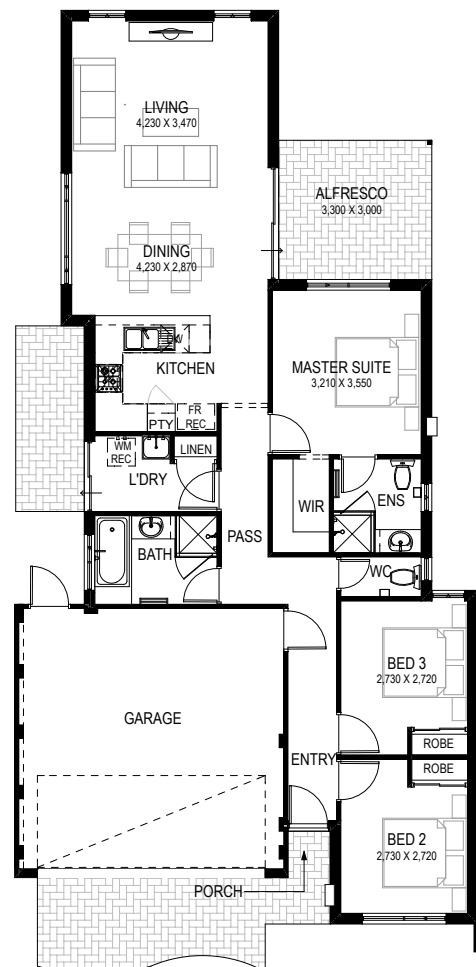 LIVING
4,230 X 3,470
ALFRESCO
3,300 X 3,000
DINING
4,230 X 2,870
KITCHEN
MASTER SUITE
3,210 X 3,550
PTY
FR
REC
WM
REC
LINEN
L'DRY
WIR
ENS
PASS
BATH
WC
BED 3
2,730 X 2,720
GARAGE
ROBE
ENTRY
ROBE
BED 2
2,730 X 2,720
PORCH